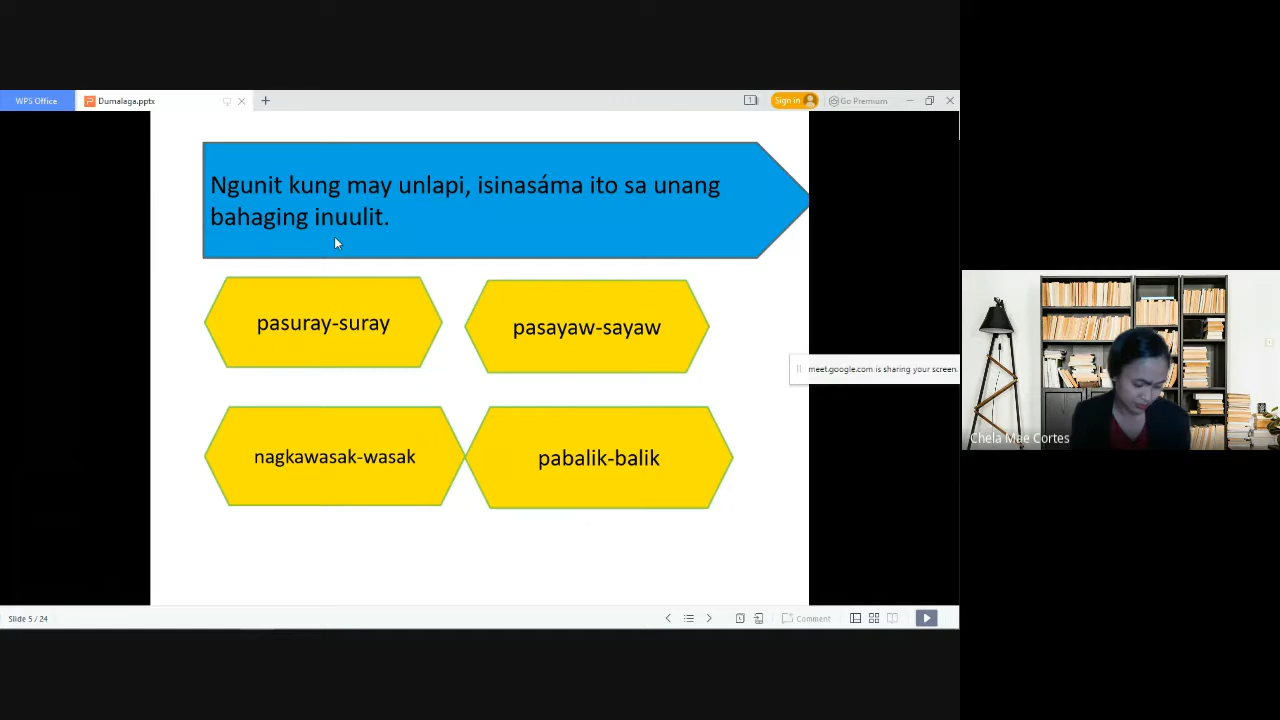 WPS Office
Dumalaga.pptx
1
Sign in
Go Premium
Ngunit kung may unlapi, isinasáma ito sa unang
bahaging inuulit.
pasuray-suray
pasayaw-sayaw
meet.google.com is sharing your screen.
nagkawasak-wasak
pabalik-balik
Chela Mae Cortes
Slide 5 / 24
Comment